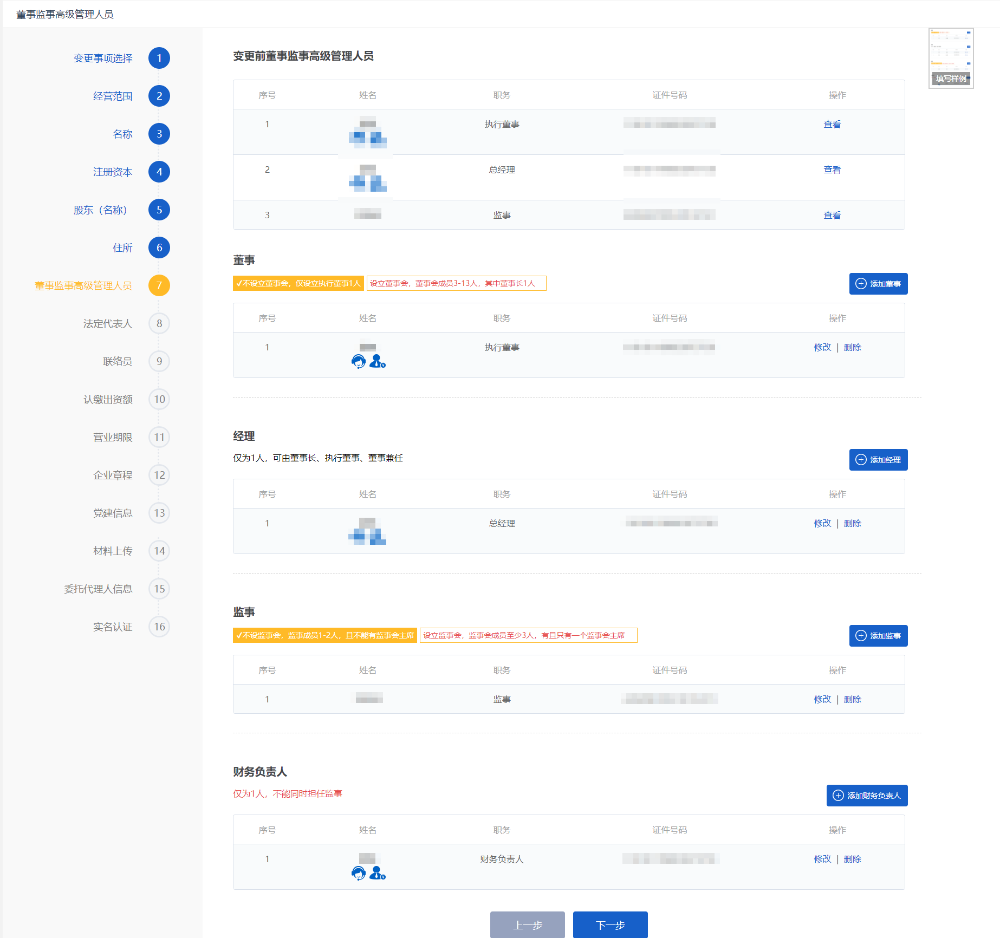 董事监事高级管理人员
变更事项选择 1
经营范围 2
名称 3
注册资本 4
股东（名称） 5
住所 6
董事监事高级管理人员 7
法定代表人 8
联络员 9
认缴出资额 10
营业期限 11
企业章程 12
党建信息 13
材料上传 14
委托代理人信息 15
实名认证 16
填写样例
变更前董事监事高级管理人员
序号 姓名 职务 证件号码 操作
1 执行董事 查看
2 总经理 查看
3 监事 查看
董事
✓不设立董事会，仅设立执行董事1人 设立董事会，董事会成员3-13人，其中董事长1人 添加董事
序号 姓名 职务 证件号码 操作
1 执行董事 修改 | 删除
经理
仅为1人，可由董事长、执行董事、董事兼任 添加经理
序号 姓名 职务 证件号码 操作
1 总经理 修改 | 删除
监事
✓不设监事会，监事成员1-2人，且不能有监事会主席 设立监事会，监事会成员至少3人，有且只有一个监事会主席 添加监事
序号 姓名 职务 证件号码 操作
1 监事 修改 | 删除
财务负责人
仅为1人，不能同时担任监事 添加财务负责人
序号 姓名 职务 证件号码 操作
1 财务负责人 修改 | 删除
上一步 下一步